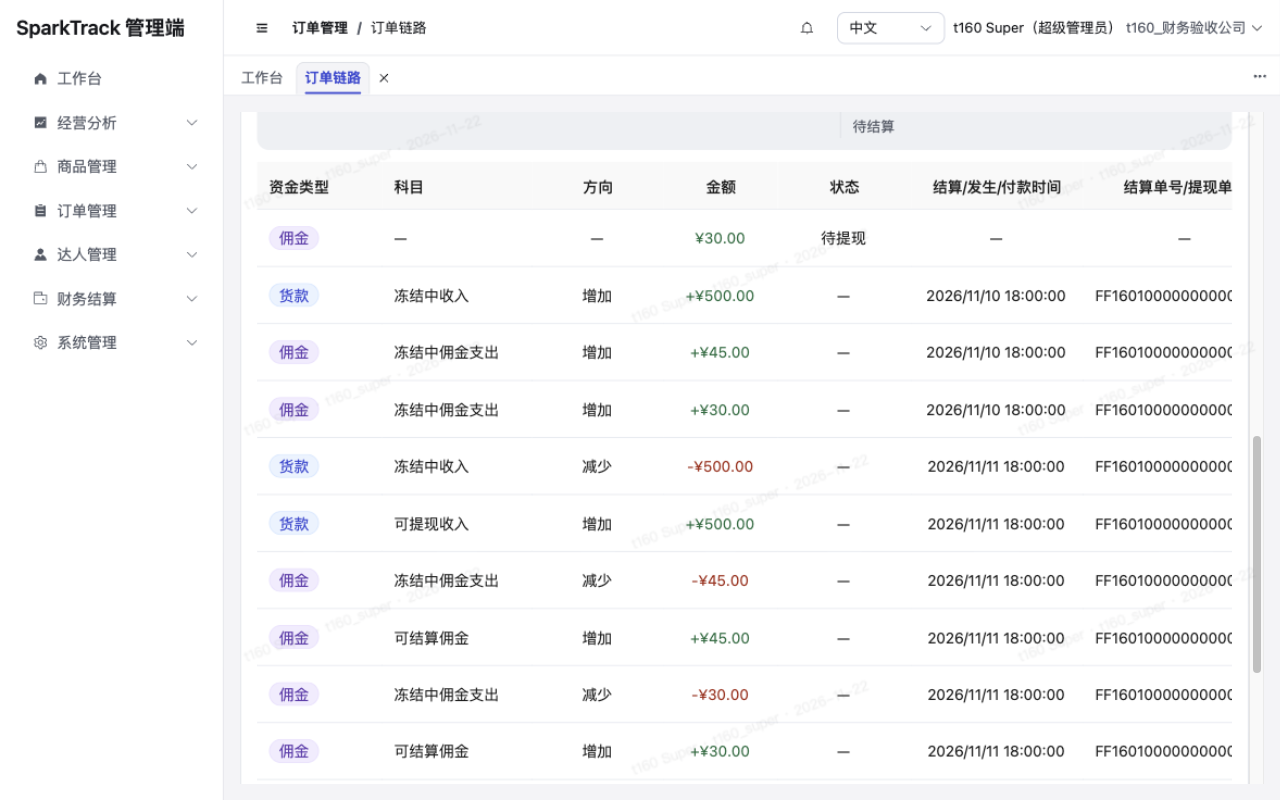 SparkTrack 管理端
订单管理 / 订单链路
中文
t160 Super（超级管理员）
t160_财务验收公司
工作台
经营分析
商品管理
订单管理
达人管理
财务结算
系统管理
工作台
订单链路
待结算
资金类型 科目 方向 金额 状态 结算/发生/付款时间 结算单号/提现单
佣金 — — ¥30.00 待提现 — —
货款 冻结中收入 增加 +¥500.00 — 2026/11/10 18:00:00 FF16010000000000
佣金 冻结中佣金支出 增加 +¥45.00 — 2026/11/10 18:00:00 FF16010000000000
佣金 冻结中佣金支出 增加 +¥30.00 — 2026/11/10 18:00:00 FF16010000000000
货款 冻结中收入 减少 -¥500.00 — 2026/11/11 18:00:00 FF16010000000000
货款 可提现收入 增加 +¥500.00 — 2026/11/11 18:00:00 FF16010000000000
佣金 冻结中佣金支出 减少 -¥45.00 — 2026/11/11 18:00:00 FF16010000000000
佣金 可结算佣金 增加 +¥45.00 — 2026/11/11 18:00:00 FF16010000000000
佣金 冻结中佣金支出 减少 -¥30.00 — 2026/11/11 18:00:00 FF16010000000000
佣金 可结算佣金 增加 +¥30.00 — 2026/11/11 18:00:00 FF16010000000000
t160 Super · t160_super · 2026-11-22